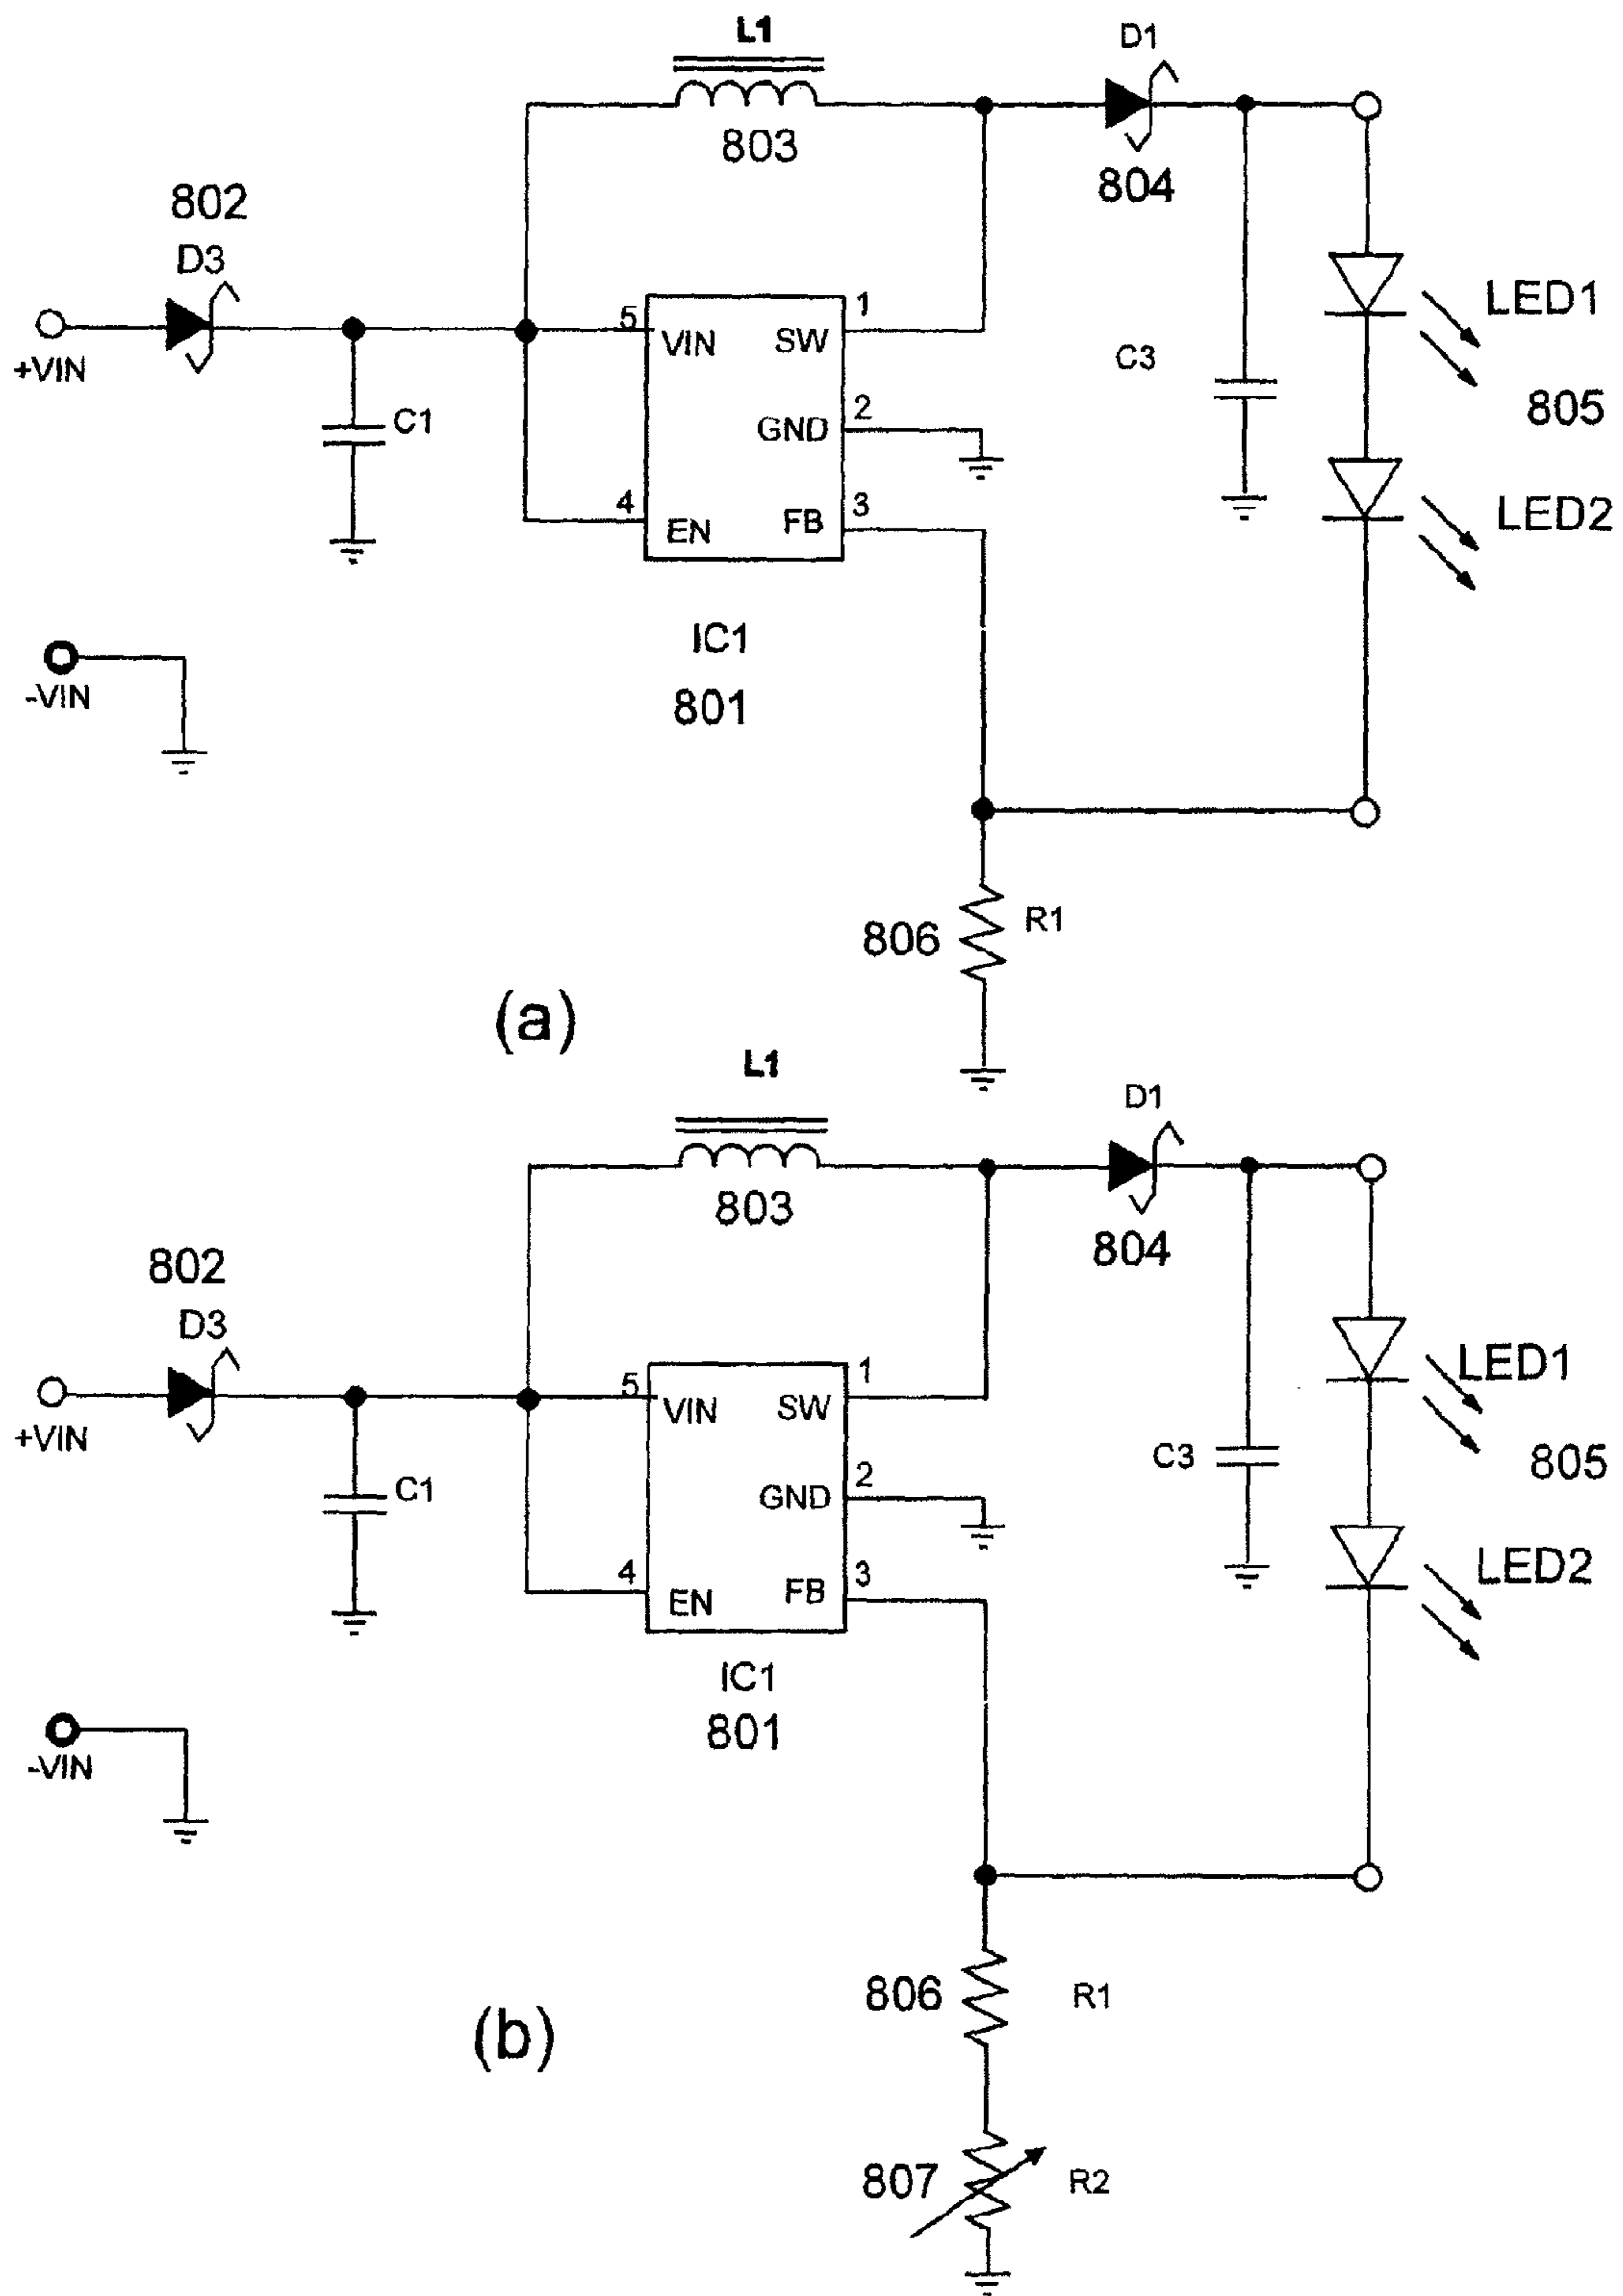 L1
D1
803
804
802
D3
+VIN
5
VIN
SW
1
C1
GND
2
4
EN
FB
3
C3
LED1
805
LED2
IC1
801
-VIN
806
R1
(a)
L1
D1
803
804
802
D3
+VIN
5
VIN
SW
1
C1
GND
2
4
EN
FB
3
C3
LED1
805
LED2
IC1
801
-VIN
806
R1
(b)
807
R2